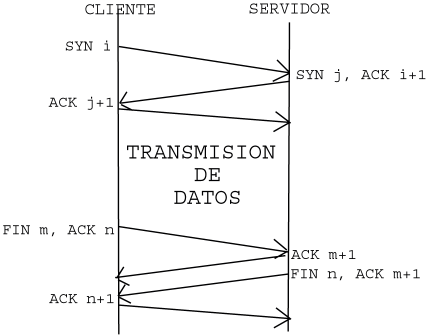 CLIENTE
SERVIDOR
SYN i
SYN j, ACK i+1
ACK j+1
TRANSMISION
DE
DATOS
FIN m, ACK n
ACK m+1
FIN n, ACK m+1
ACK n+1